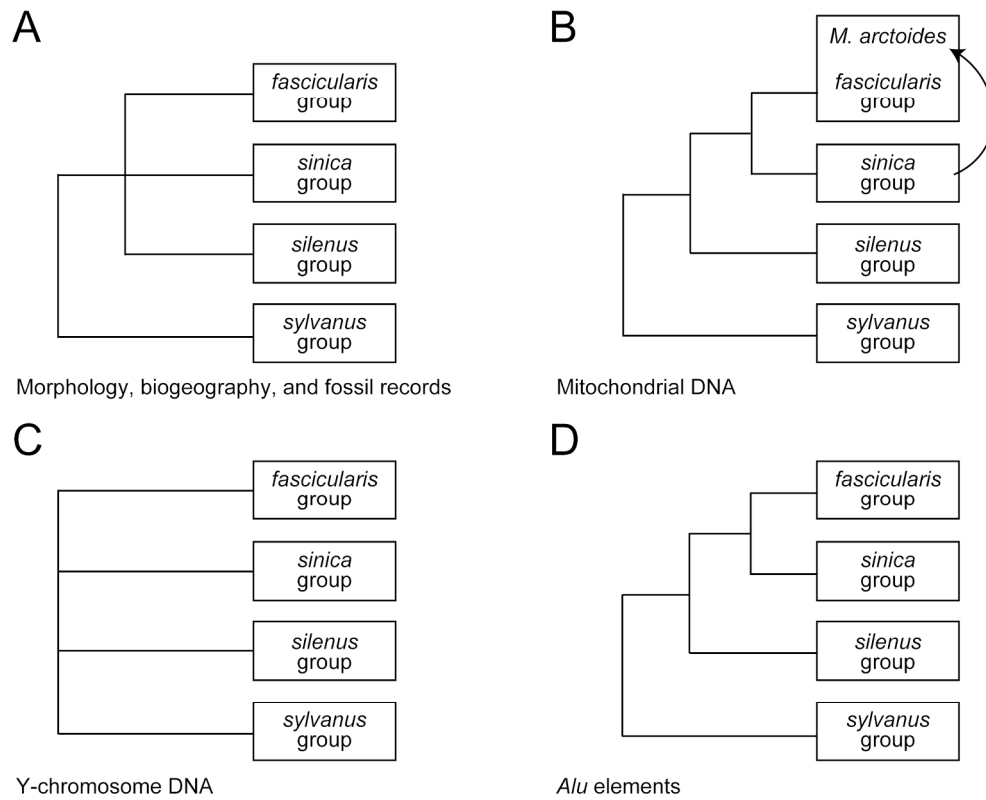 A
fascicularis
group
sinica
group
silenus
group
sylvanus
group
Morphology, biogeography, and fossil records
B
M. arctoides
fascicularis
group
sinica
group
silenus
group
sylvanus
group
Mitochondrial DNA
C
fascicularis
group
sinica
group
silenus
group
sylvanus
group
Y-chromosome DNA
D
fascicularis
group
sinica
group
silenus
group
sylvanus
group
Alu elements